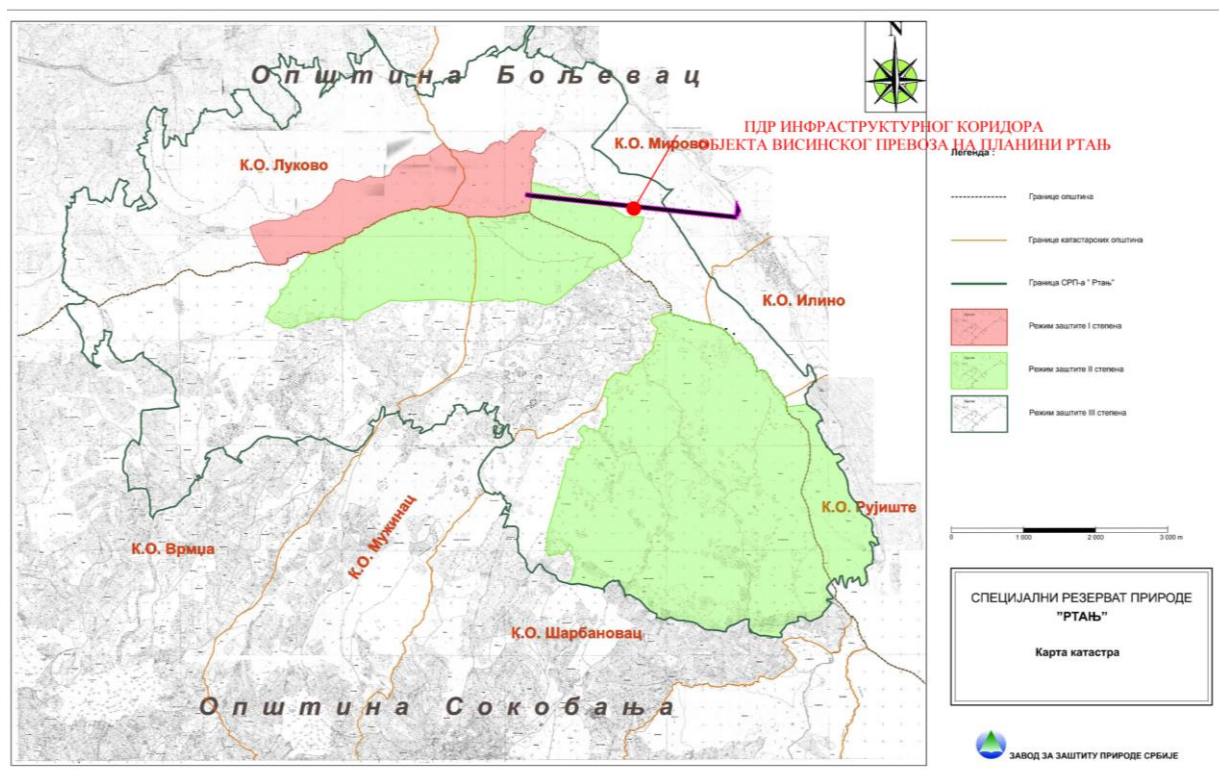 N
Општина Бољевац
ПДР ИНФРАСТРУКТУРНОГ КОРИДОРА
ОБЈЕКТА ВИСИНСКОГ ПРЕВОЗА НА ПЛАНИНИ РТАЊ
К.О. Мирово
К.О. Луково
Легенда :
Границе општина
Границе катастарских општина
Граница СРП-а " Ртањ"
К.О. Илино
Режим заштите I степена
Режим заштите II степена
Режим заштите III степена
К.О. Рујиште
К.О. Мужинац
К.О. Врмџа
0 1 000 2 000 3 000 m
К.О. Шарбановац
Општина Сокобања
СПЕЦИЈАЛНИ РЕЗЕРВАТ ПРИРОДЕ
"РТАЊ"
Карта катастра
ЗАВОД ЗА ЗАШТИТУ ПРИРОДЕ СРБИЈЕ